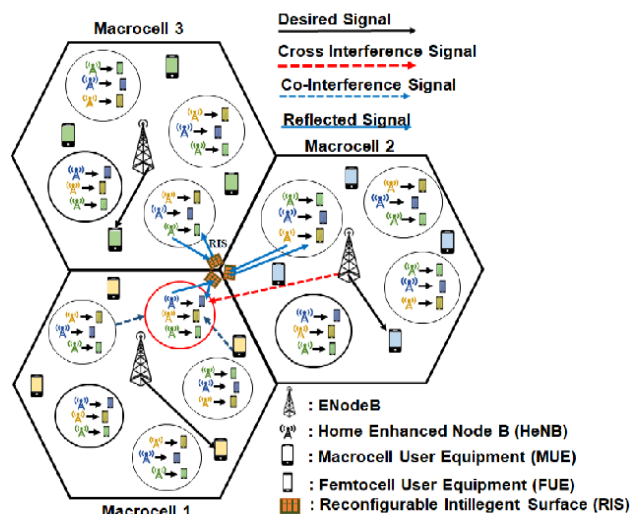 Macrocell 3
Desired Signal
Cross Interference Signal
Co-Interference Signal
Reflected Signal
Macrocell 2
RIS
: ENodeB
: Home Enhanced Node B (HeNB)
: Macrocell User Equipment (MUE)
: Femtocell User Equipment (FUE)
: Reconfigurable Intillegent Surface (RIS)
Macrocell 1